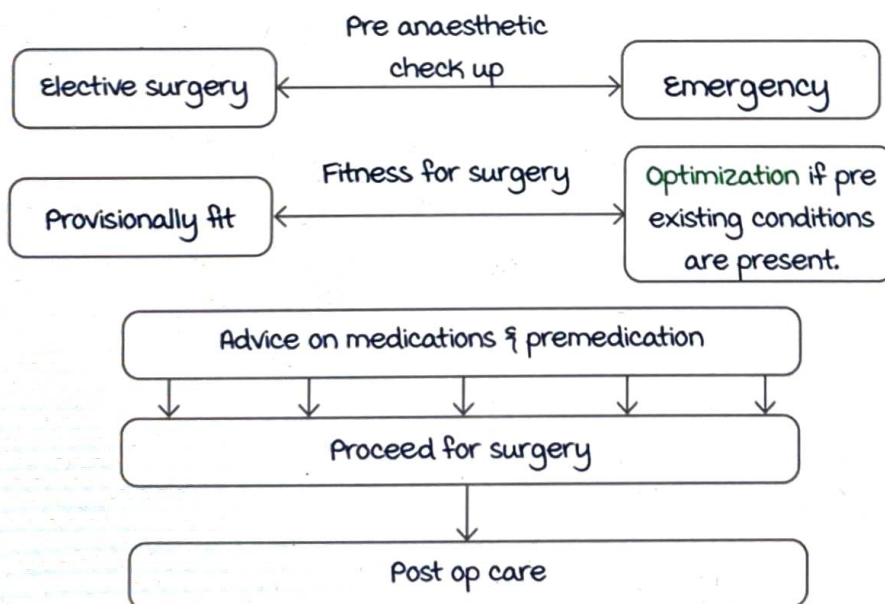 Pre anaesthetic
check up
Elective surgery
Emergency
Fitness for surgery
Provisionally fit
Optimization if pre
existing conditions
are present.
Advice on medications & premedication
Proceed for surgery
Post op care